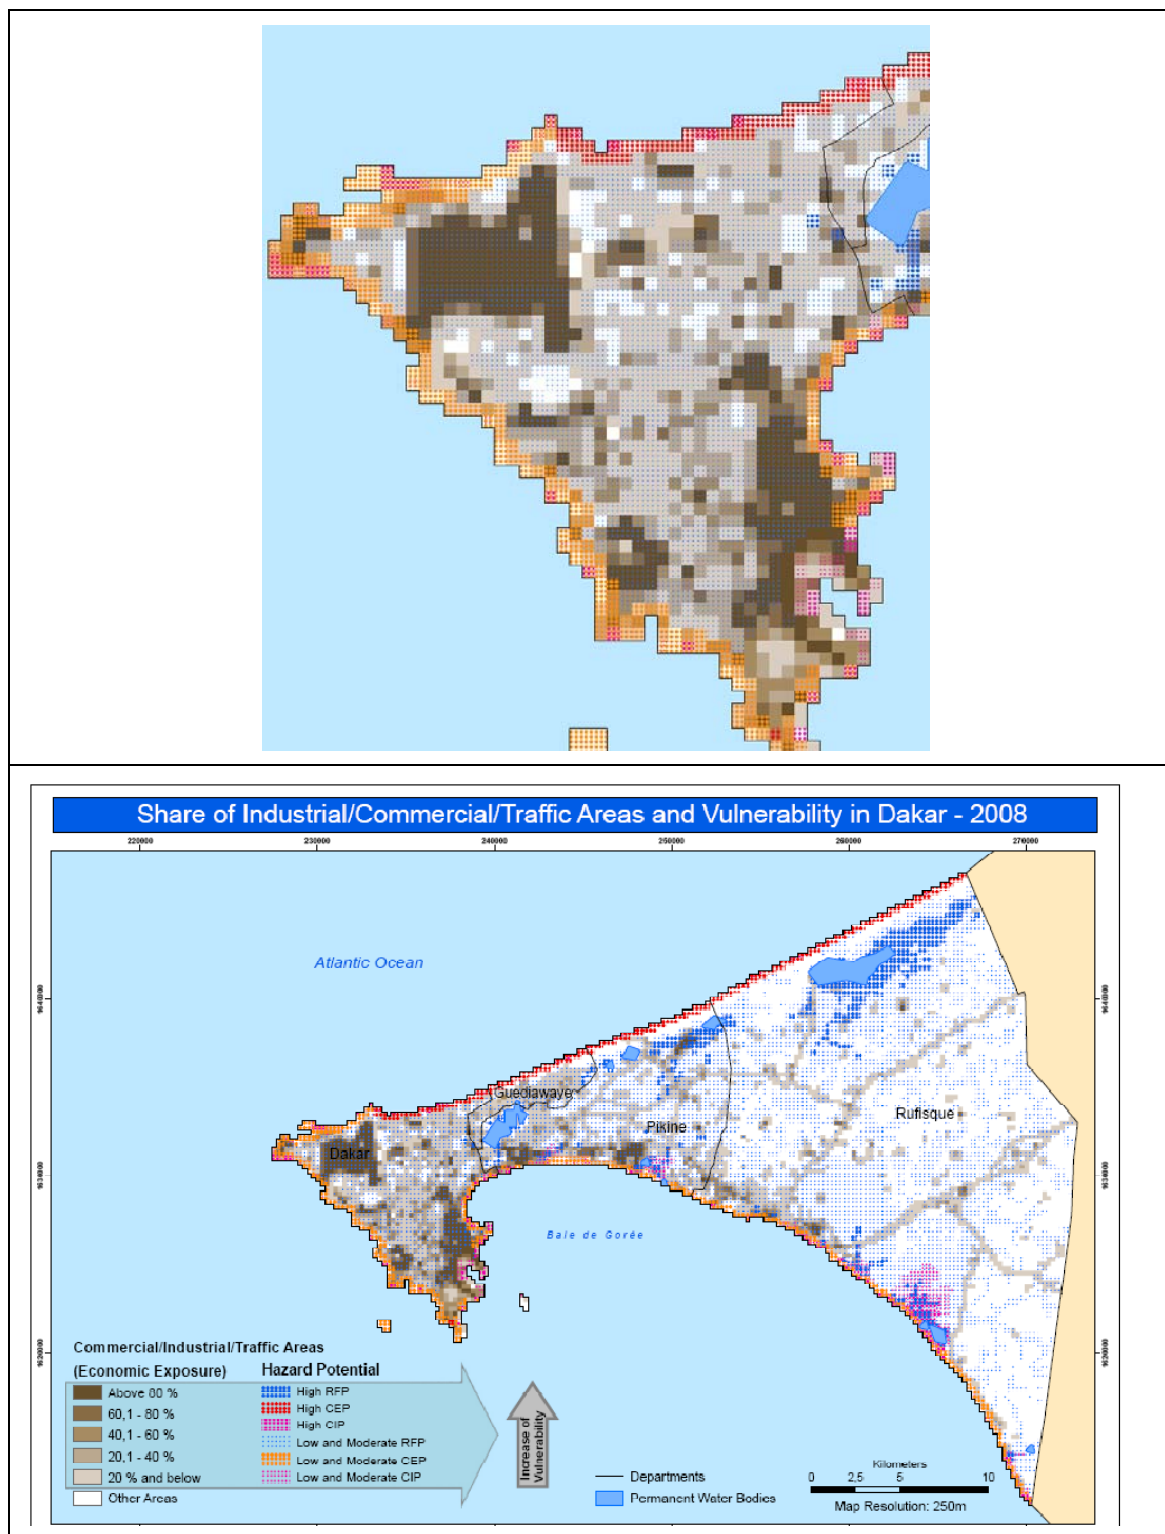 Share of Industrial/Commercial/Traffic Areas and Vulnerability in Dakar - 2008
220000 230000 240000 250000 260000 270000
Atlantic Ocean
Guediawaye
Rufisque
Pikine
Dakar
Baie de Gorée
Commercial/Industrial/Traffic Areas
(Economic Exposure)
Above 80 %
60,1 - 80 %
40,1 - 60 %
20,1 - 40 %
20 % and below
Other Areas
Hazard Potential
High RFP
High CEP
High CIP
Low and Moderate RFP
Low and Moderate CEP
Low and Moderate CIP
Increase of
Vulnerability
Departments
Permanent Water Bodies
Kilometers
0 2,5 5 10
Map Resolution: 250m